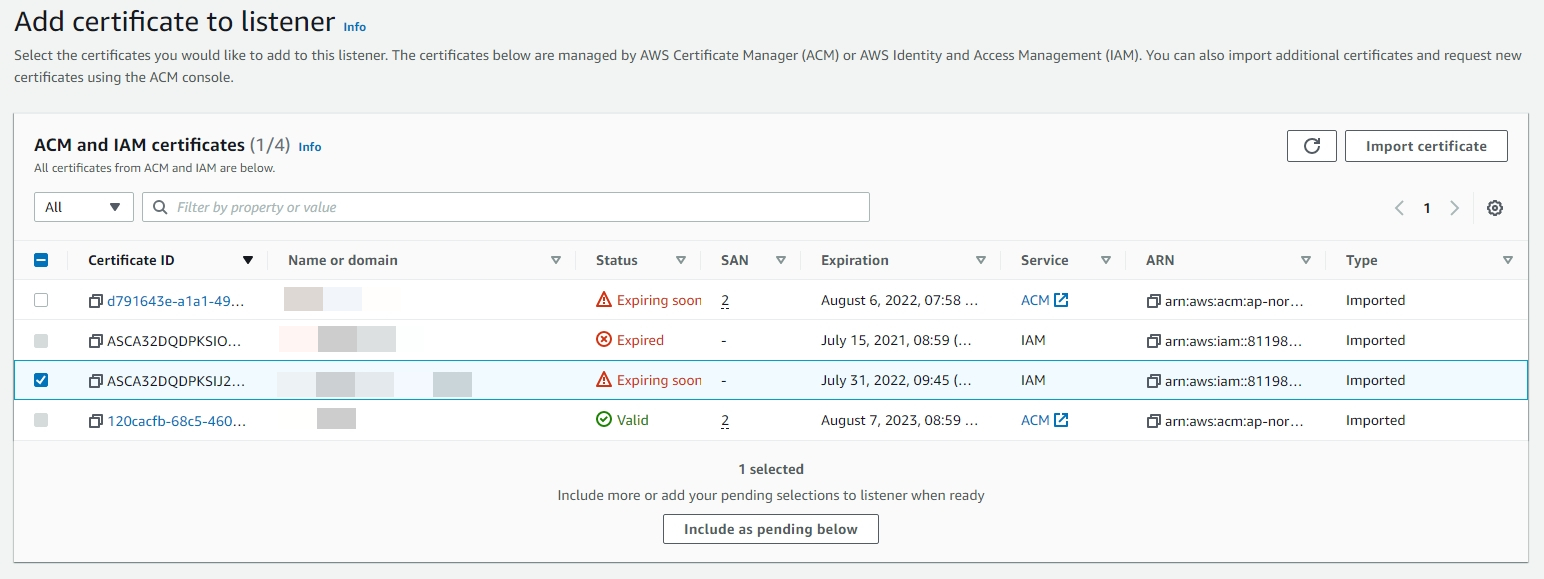 Add certificate to listener Info
Select the certificates you would like to add to this listener. The certificates below are managed by AWS Certificate Manager (ACM) or AWS Identity and Access Management (IAM). You can also import additional certificates and request new
certificates using the ACM console.
ACM and IAM certificates (1/4) Info
All certificates from ACM and IAM are below.
Import certificate
All
Filter by property or value
1
Certificate ID Name or domain Status SAN Expiration Service ARN Type
d791643e-a1a1-49... Expiring soon 2 August 6, 2022, 07:58 ... ACM arn:aws:acm:ap-nor... Imported
ASCA32DQDPKSIO... Expired - July 15, 2021, 08:59 (... IAM arn:aws:iam::81198... Imported
ASCA32DQDPKSIJ2... Expiring soon - July 31, 2022, 09:45 (... IAM arn:aws:iam::81198... Imported
120cacfb-68c5-460... Valid 2 August 7, 2023, 08:59 ... ACM arn:aws:acm:ap-nor... Imported
1 selected
Include more or add your pending selections to listener when ready
Include as pending below